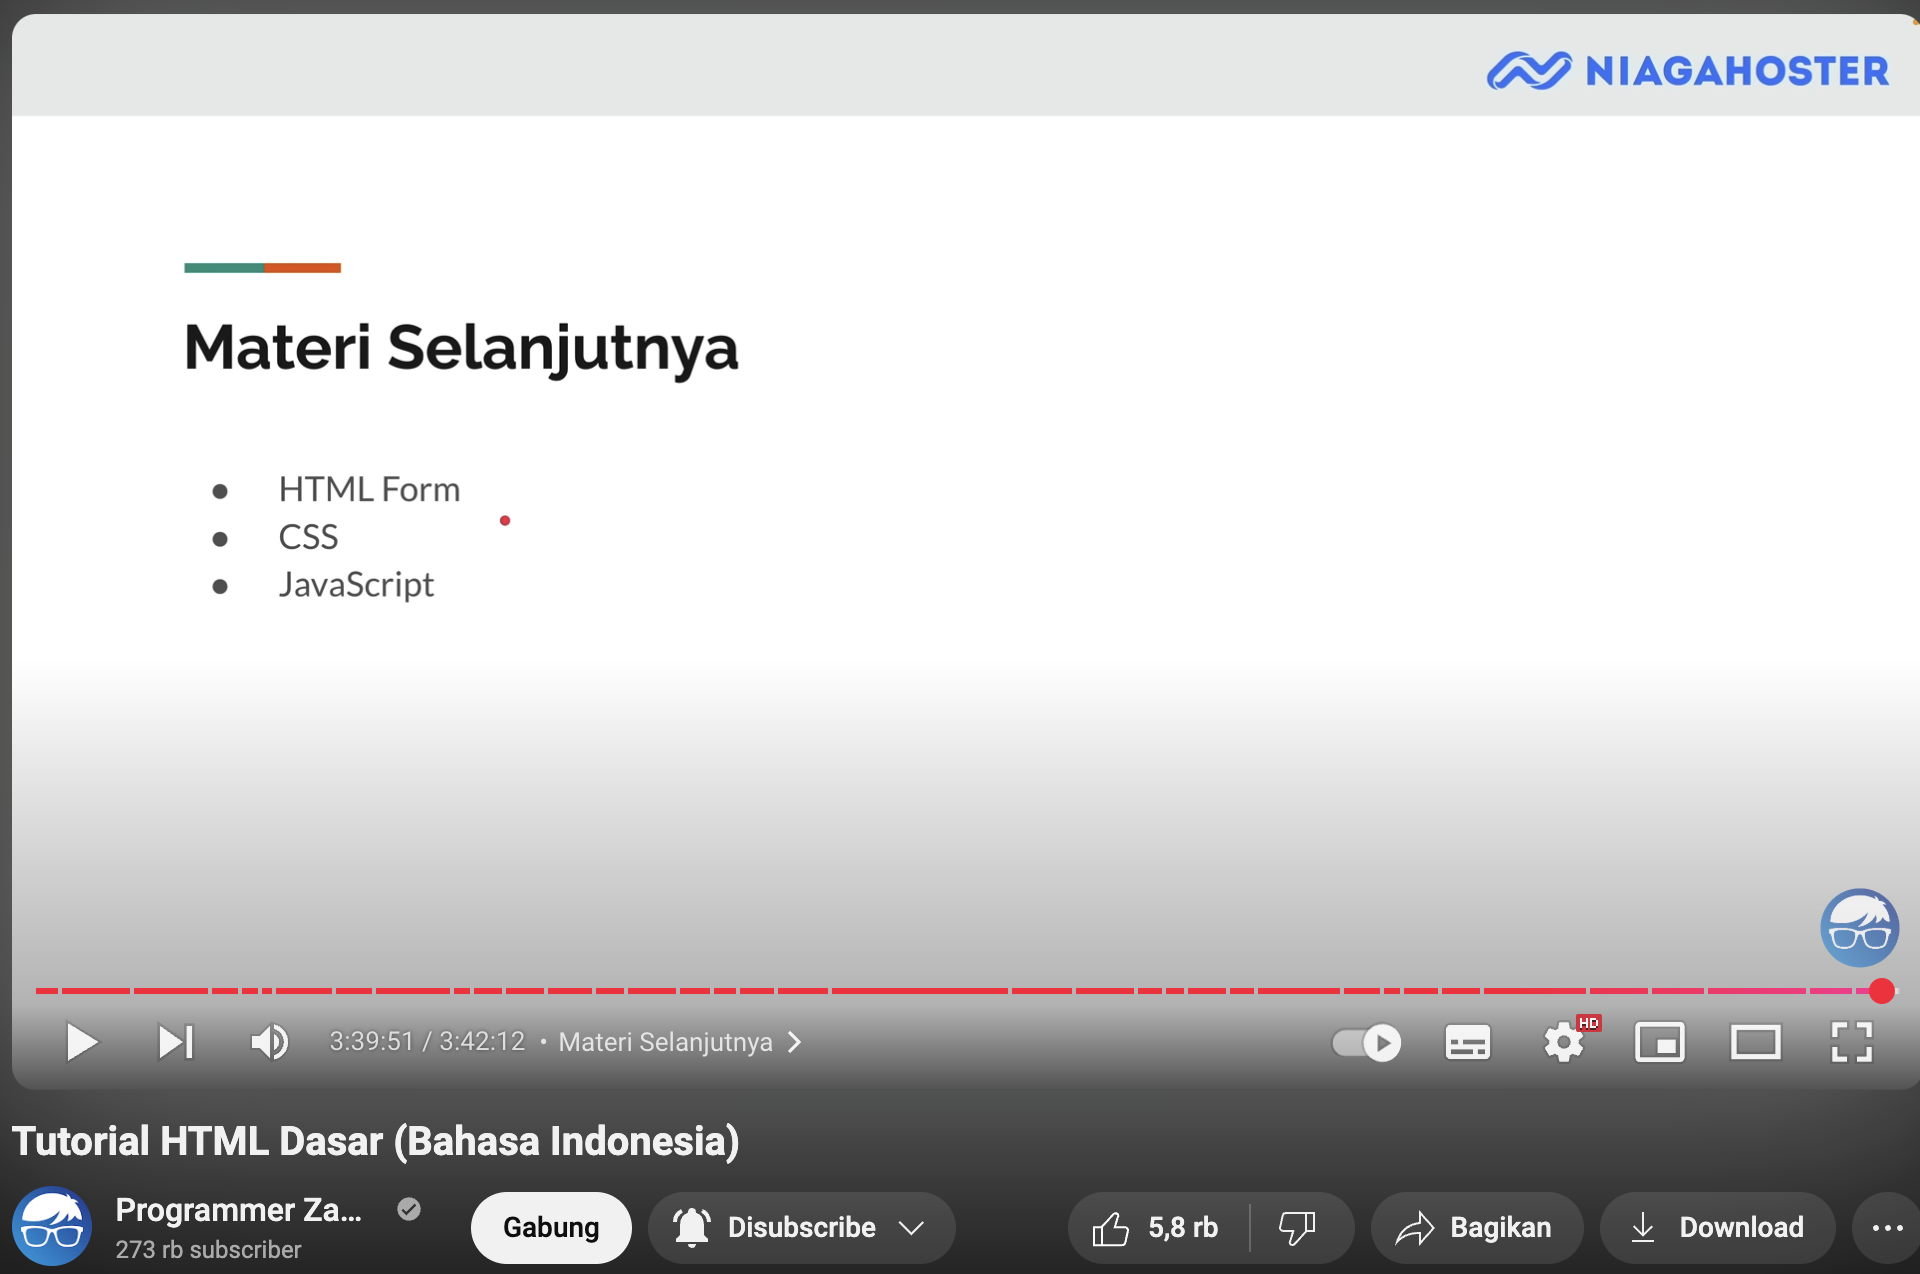 NIAGAHOSTER
Materi Selanjutnya
● HTML Form
● CSS
● JavaScript
3:39:51 / 3:42:12 • Materi Selanjutnya
HD
Tutorial HTML Dasar (Bahasa Indonesia)
Programmer Za...
273 rb subscriber
Gabung
Disubscribe
5,8 rb
Bagikan
Download